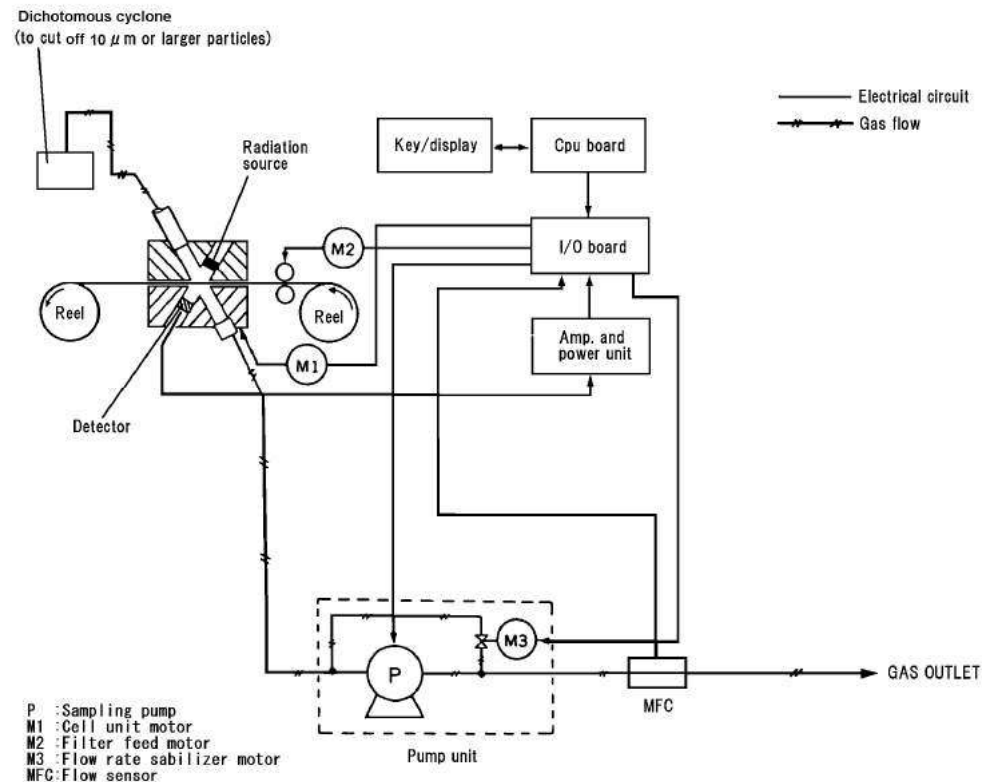 Dichotomous cyclone
(to cut off 10 μm or larger particles)
Electrical circuit
Gas flow
Radiation
source
Key/display
Cpu board
M2
I/O board
Reel
Reel
M1
Amp. and
power unit
Detector
M3
P
GAS OUTLET
MFC
Pump unit
P :Sampling pump
M1 :Cell unit motor
M2 :Filter feed motor
M3 :Flow rate sabilizer motor
MFC:Flow sensor